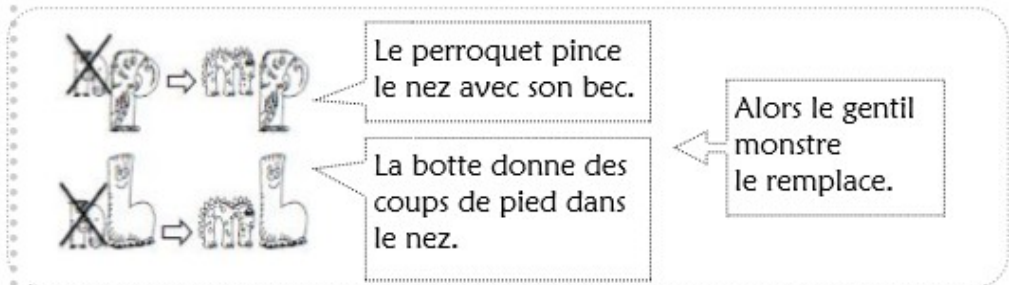 Le perroquet pince
le nez avec son bec.
Alors le gentil
monstre
le remplace.
La botte donne des
coups de pied dans
le nez.